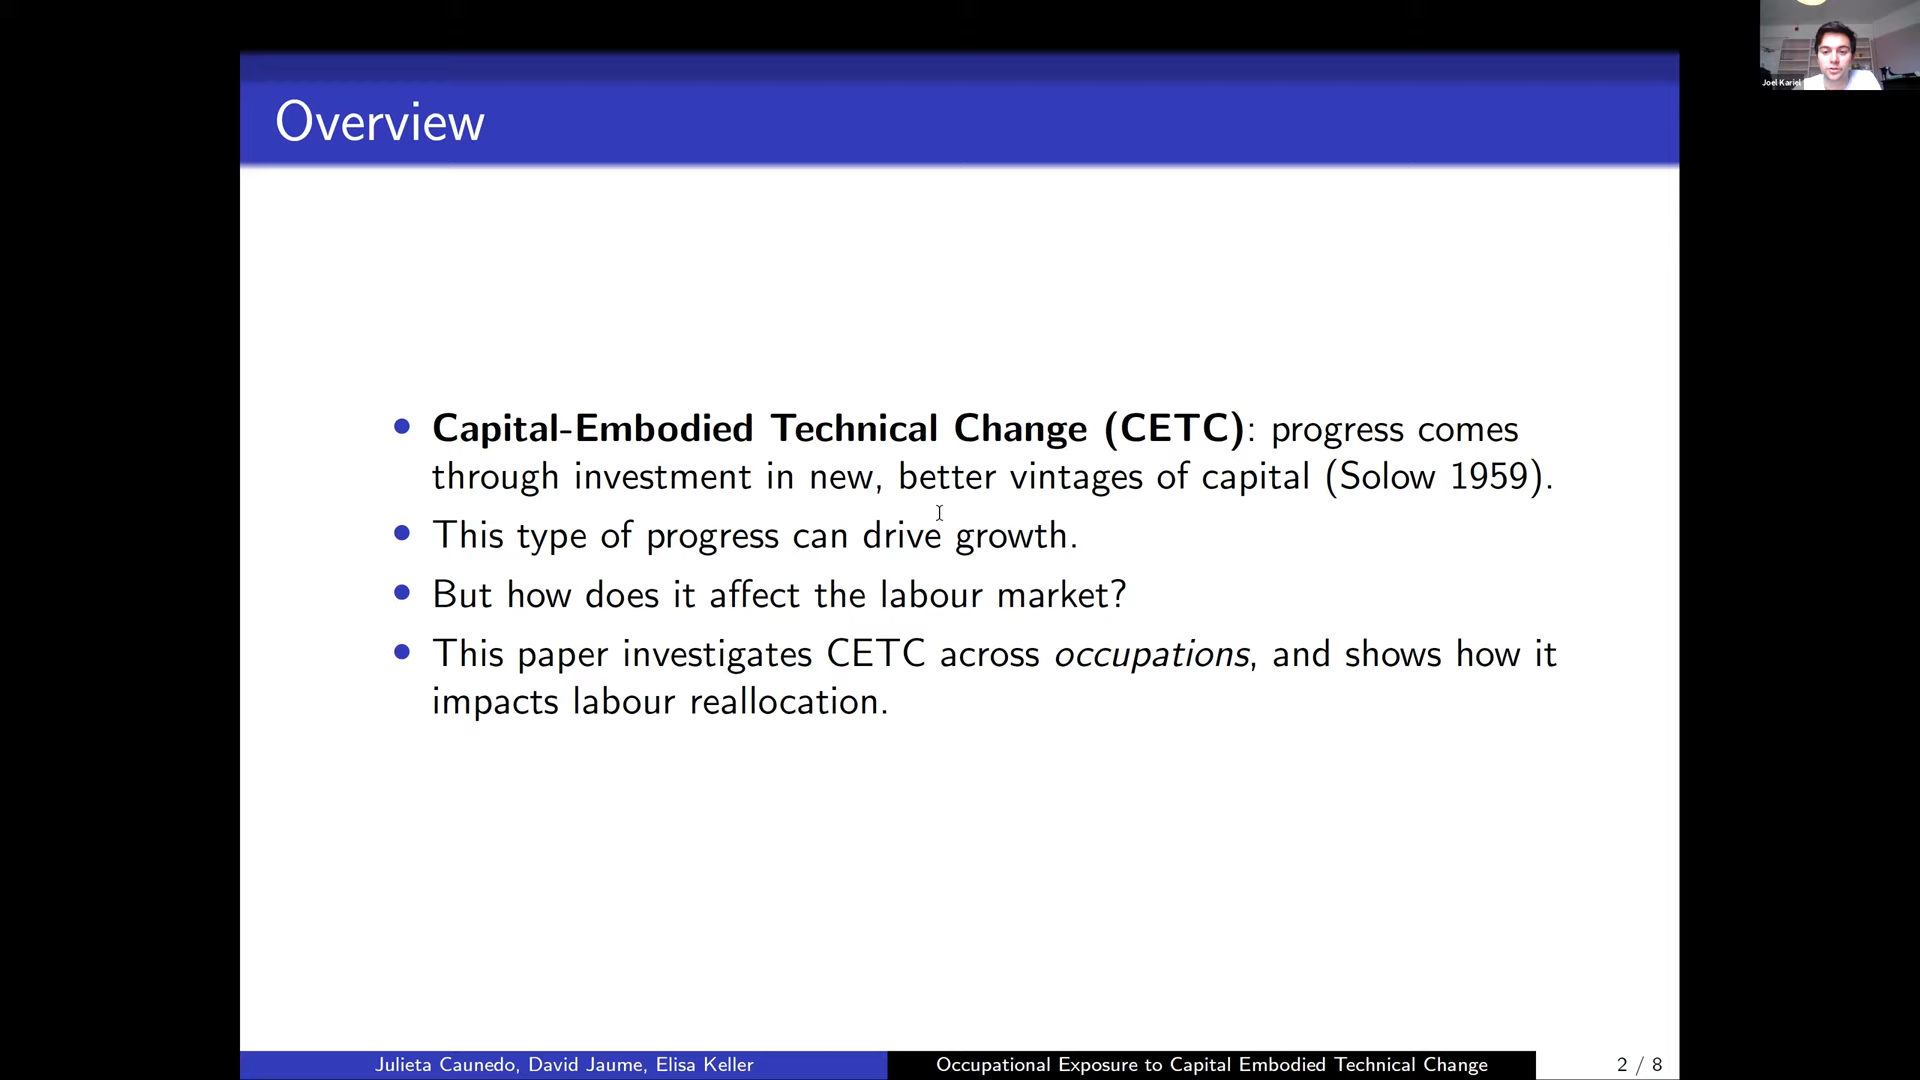 Joel Kariel
Overview
• Capital-Embodied Technical Change (CETC): progress comes
through investment in new, better vintages of capital (Solow 1959).
• This type of progress can drive growth.
• But how does it affect the labour market?
• This paper investigates CETC across occupations, and shows how it
impacts labour reallocation.
Julieta Caunedo, David Jaume, Elisa Keller
Occupational Exposure to Capital Embodied Technical Change
2 / 8